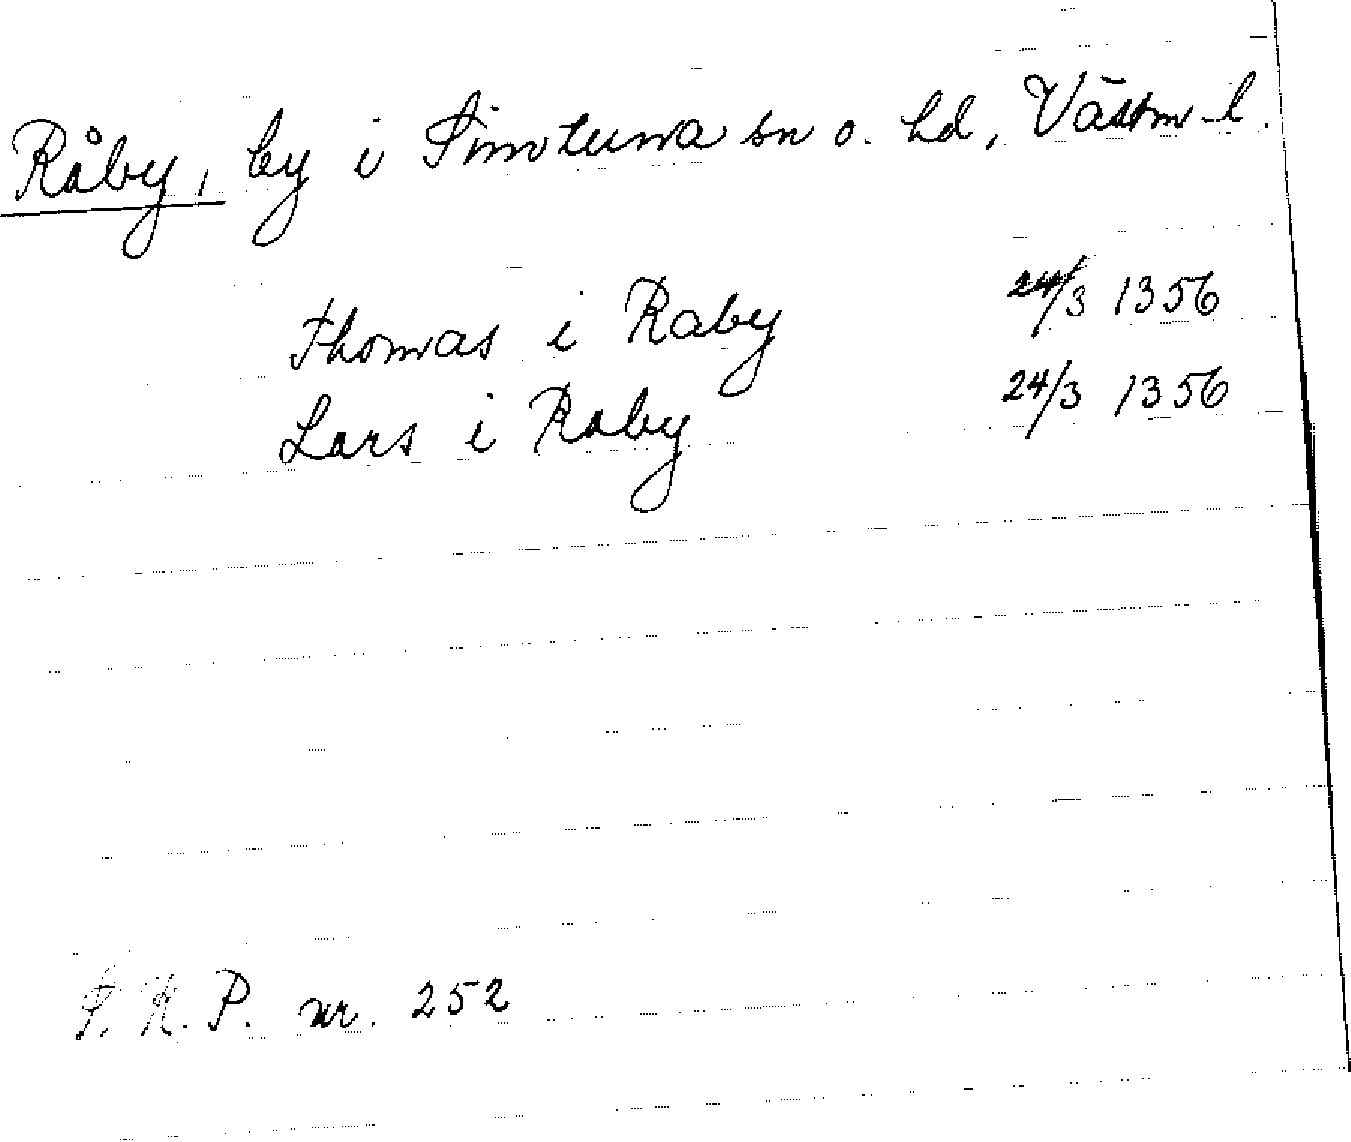 Råby, by i Simtuna sn o. hd, Västm-l.
Thomas i Raby 24/3 1356
Lars i Raby 24/3 1356
S.R.P. nr. 252